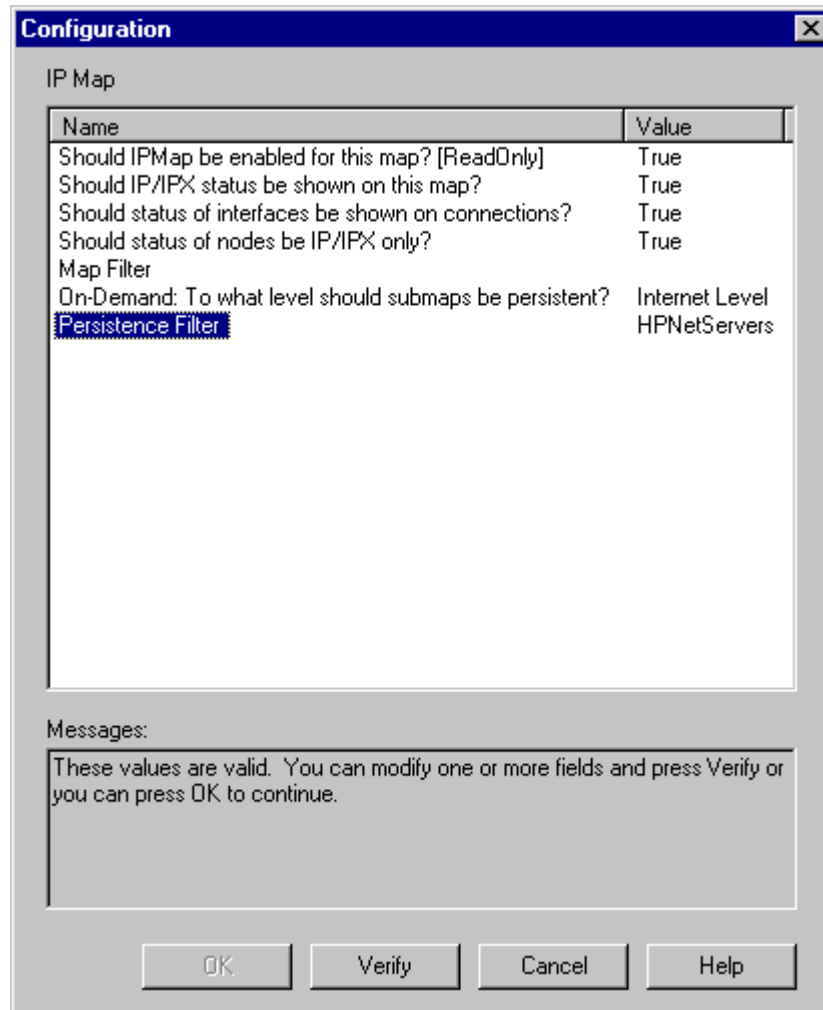 Configuration
IP Map
Name Value
Should IPMap be enabled for this map? [ReadOnly] True
Should IP/IPX status be shown on this map? True
Should status of interfaces be shown on connections? True
Should status of nodes be IP/IPX only? True
Map Filter
On-Demand: To what level should submaps be persistent? Internet Level
Persistence Filter HPNetServers
Messages:
These values are valid. You can modify one or more fields and press Verify or
you can press OK to continue.
OK Verify Cancel Help